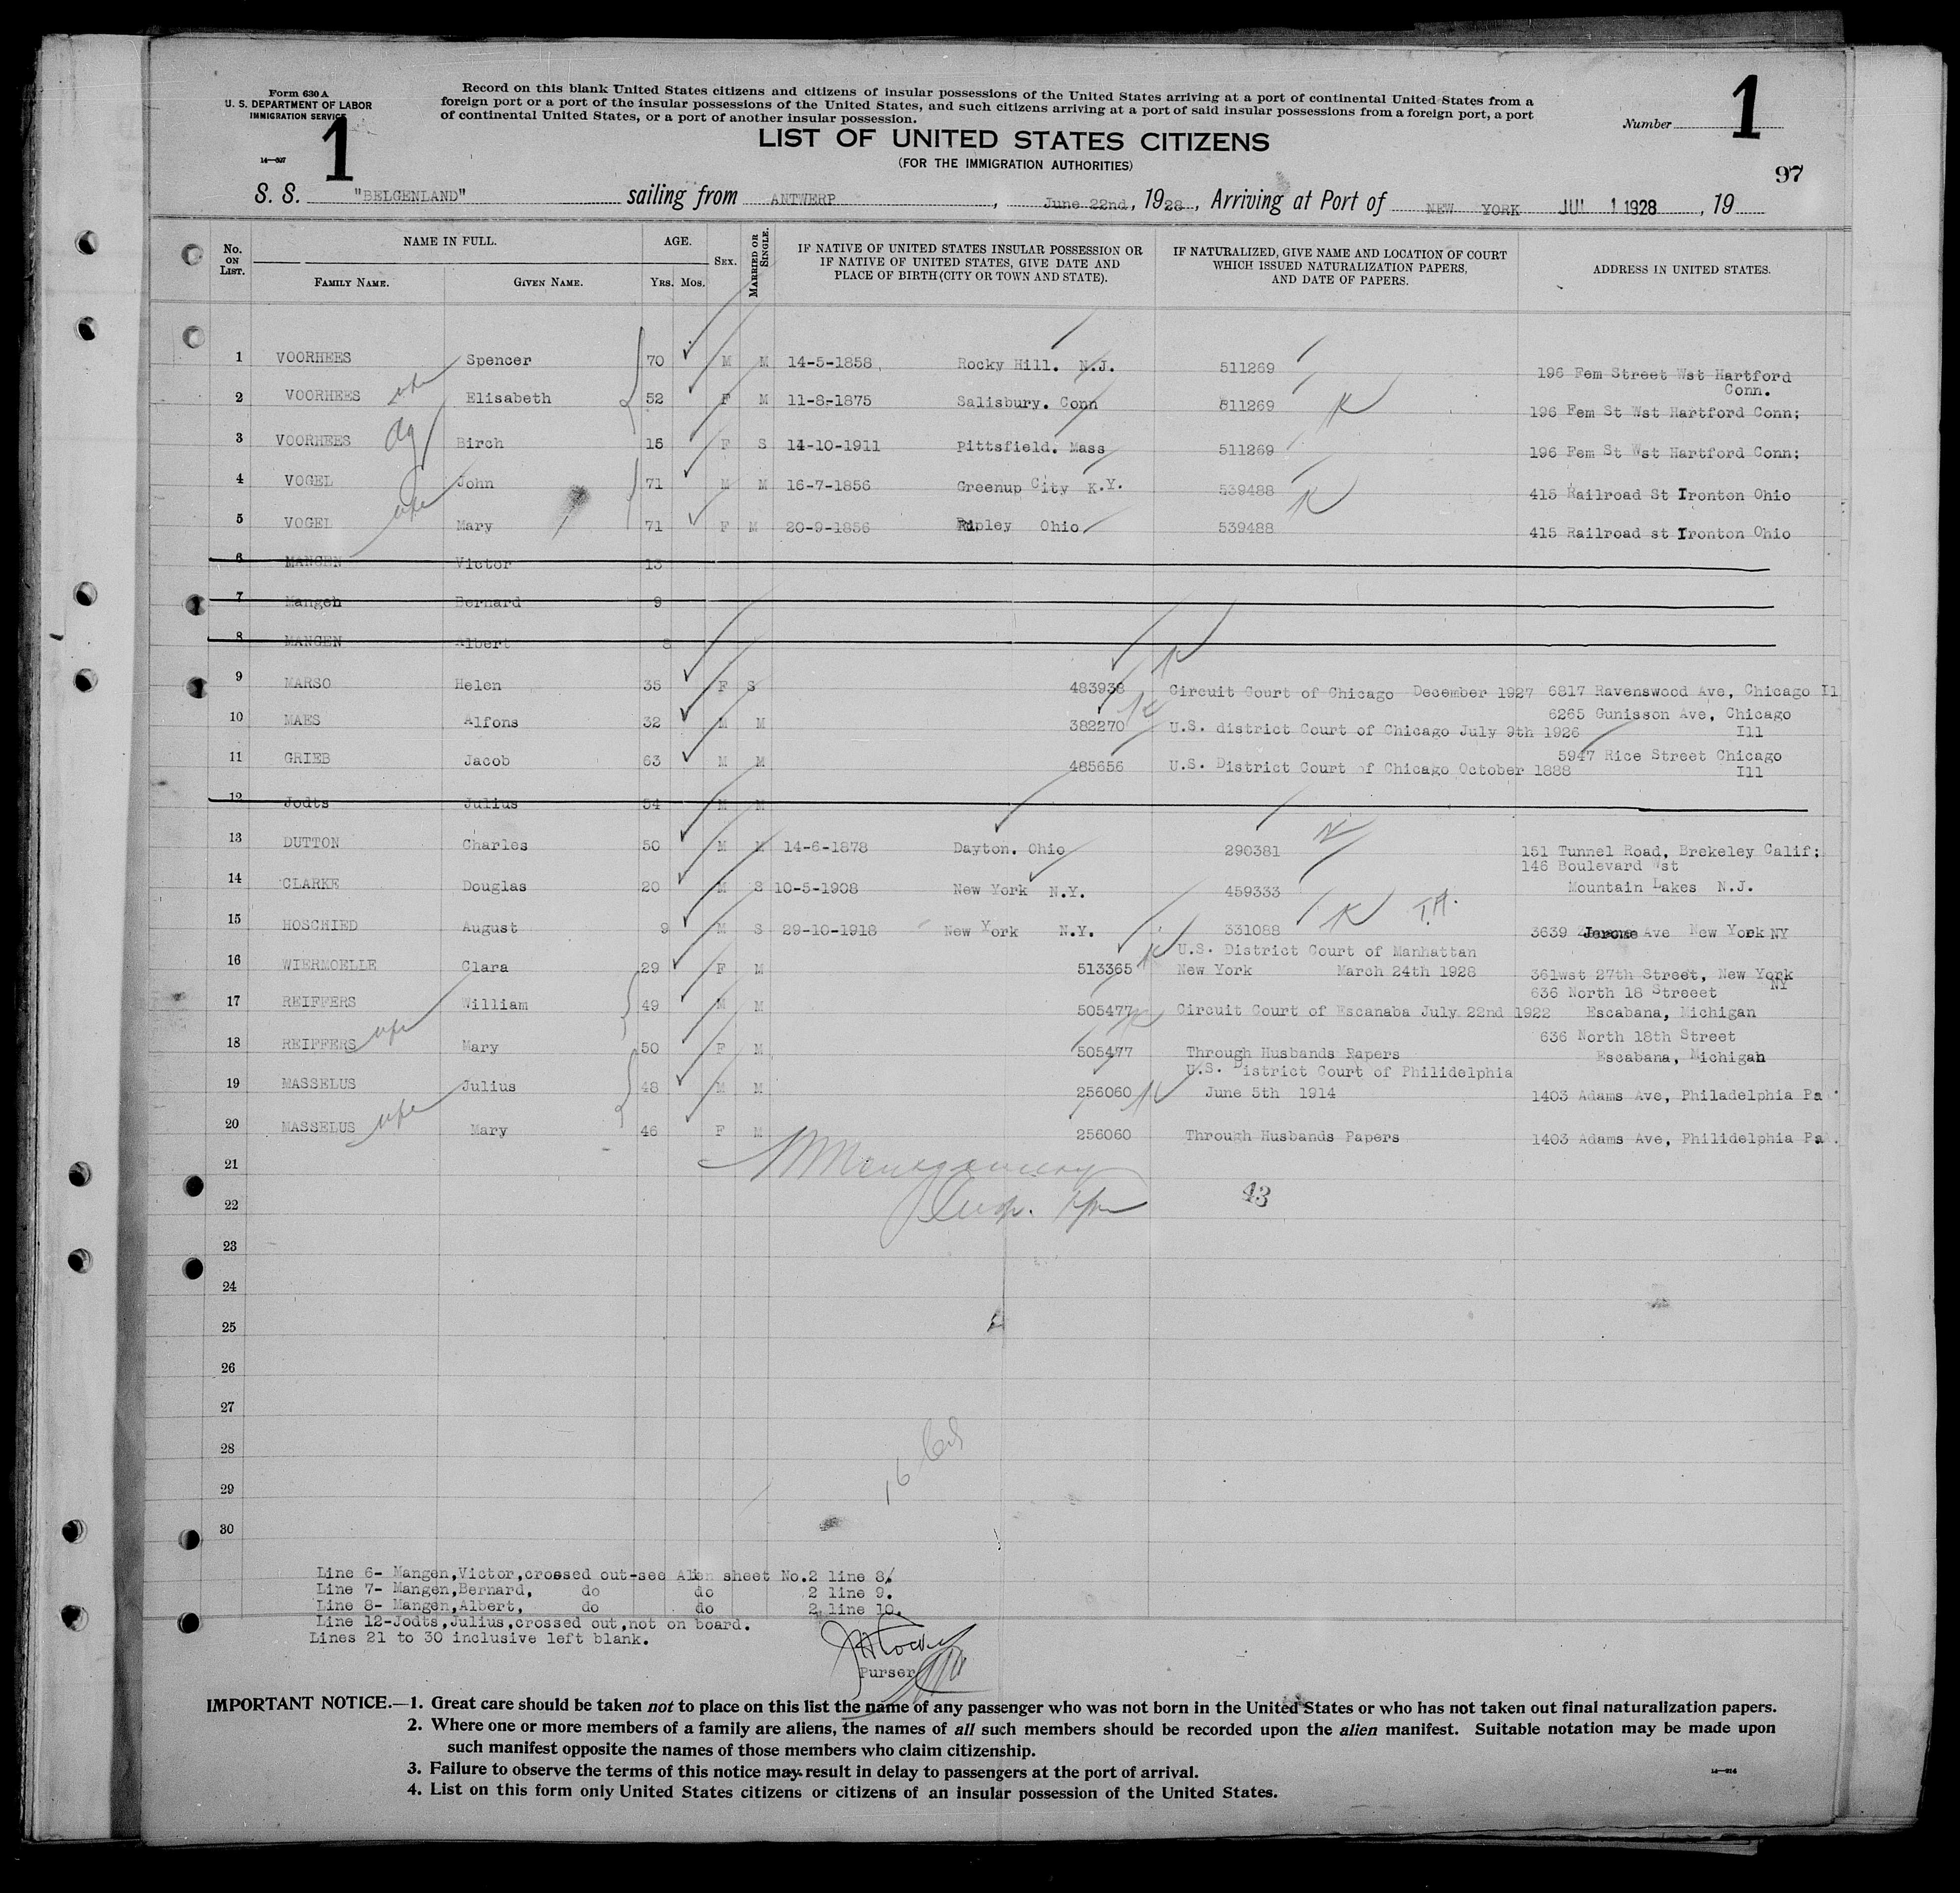 Form 630 A
U. S. DEPARTMENT OF LABOR
IMMIGRATION SERVICE
14—607
1
Record on this blank United States citizens and citizens of insular possessions of the United States arriving at a port of continental United States from a
foreign port or a port of the insular possessions of the United States, and such citizens arriving at a port of said insular possessions from a foreign port, a port
of continental United States, or a port of another insular possession.
LIST OF UNITED STATES CITIZENS
(FOR THE IMMIGRATION AUTHORITIES)
Number 1
97
S. S. "BELGENLAND" sailing from ANTWERP, June 22nd, 1928, Arriving at Port of NEW YORK JUL 1 1928, 19
No. ON LIST. NAME IN FULL. FAMILY NAME. GIVEN NAME. AGE. YRS. MOS. SEX. MARRIED OR SINGLE. IF NATIVE OF UNITED STATES INSULAR POSSESSION OR IF NATIVE OF UNITED STATES, GIVE DATE AND PLACE OF BIRTH (CITY OR TOWN AND STATE). IF NATURALIZED, GIVE NAME AND LOCATION OF COURT WHICH ISSUED NATURALIZATION PAPERS, AND DATE OF PAPERS. ADDRESS IN UNITED STATES.
1 VOORHEES Spencer 70 M M 14-5-1858 Rocky Hill. N.J. 511269 196 Fem Street Wst Hartford Conn.
2 VOORHEES Elisabeth 52 F M 11-8-1875 Salisbury. Conn 511269 196 Fem St Wst Hartford Conn;
3 VOORHEES Birch 15 F S 14-10-1911 Pittsfield. Mass 511269 196 Fem St Wst Hartford Conn;
4 VOGEL John 71 M M 16-7-1856 Greenup City K.Y. 539488 415 Railroad St Ironton Ohio
5 VOGEL Mary 71 F M 20-9-1856 Ripley Ohio 539488 415 Railroad st Ironton Ohio
6 MANGEN Victor 13
7 Mangen Bernard 9
8 MANGEN Albert 8
9 MARSO Helen 35 F S 483938 Circuit Court of Chicago December 1927 6817 Ravenswood Ave, Chicago Il
10 MAES Alfons 32 M M 382270 U.S. district Court of Chicago July 9th 1926 6265 Gunisson Ave, Chicago Ill
11 GRIEB Jacob 63 M M 485656 U.S. District Court of Chicago October 1888 5947 Rice Street Chicago Ill
12 Jodts Julius 54 M M
13 DUTTON Charles 50 M M 14-6-1878 Dayton. Ohio 290381 151 Tunnel Road, Brekeley Calif;
14 CLARKE Douglas 20 M S 10-5-1908 New York N.Y. 459333 146 Boulevard Wst Mountain Lakes N.J.
15 HOSCHIED August 9 M S 29-10-1918 New York N.Y. 331088 3639 Jerome Ave New York NY
16 WIERMOELLE Clara 29 F M 513365 U.S. District Court of Manhattan New York March 24th 1928 361wst 27th Street, New York NY
17 REIFFERS William 49 M M 505477 Circuit Court of Escanaba July 22nd 1922 636 North 18 Streeet Escabana, Michigan
18 REIFFERS Mary 50 F M 505477 Through Husbands Papers 636 North 18th Street Escabana, Michigan
19 MASSELUS Julius 48 M M 256060 U.S. District Court of Philidelphia June 5th 1914 1403 Adams Ave, Philadelphia Pa
20 MASSELUS Mary 46 F M 256060 Through Husbands Papers 1403 Adams Ave, Philidelphia Pa.
21
22 43
23
24
25
26
27
28
29
30
Line 6- Mangen,Victor,crossed out-see Alien sheet No.2 line 8.
Line 7- Mangen,Bernard, do do 2 line 9.
Line 8- Mangen,Albert, do do 2 line 10.
Line 12-Jodts,Julius,crossed out,not on board.
Lines 21 to 30 inclusive left blank.
Purser
IMPORTANT NOTICE.—1. Great care should be taken not to place on this list the name of any passenger who was not born in the United States or who has not taken out final naturalization papers.
2. Where one or more members of a family are aliens, the names of all such members should be recorded upon the alien manifest. Suitable notation may be made upon
such manifest opposite the names of those members who claim citizenship.
3. Failure to observe the terms of this notice may result in delay to passengers at the port of arrival.
4. List on this form only United States citizens or citizens of an insular possession of the United States.